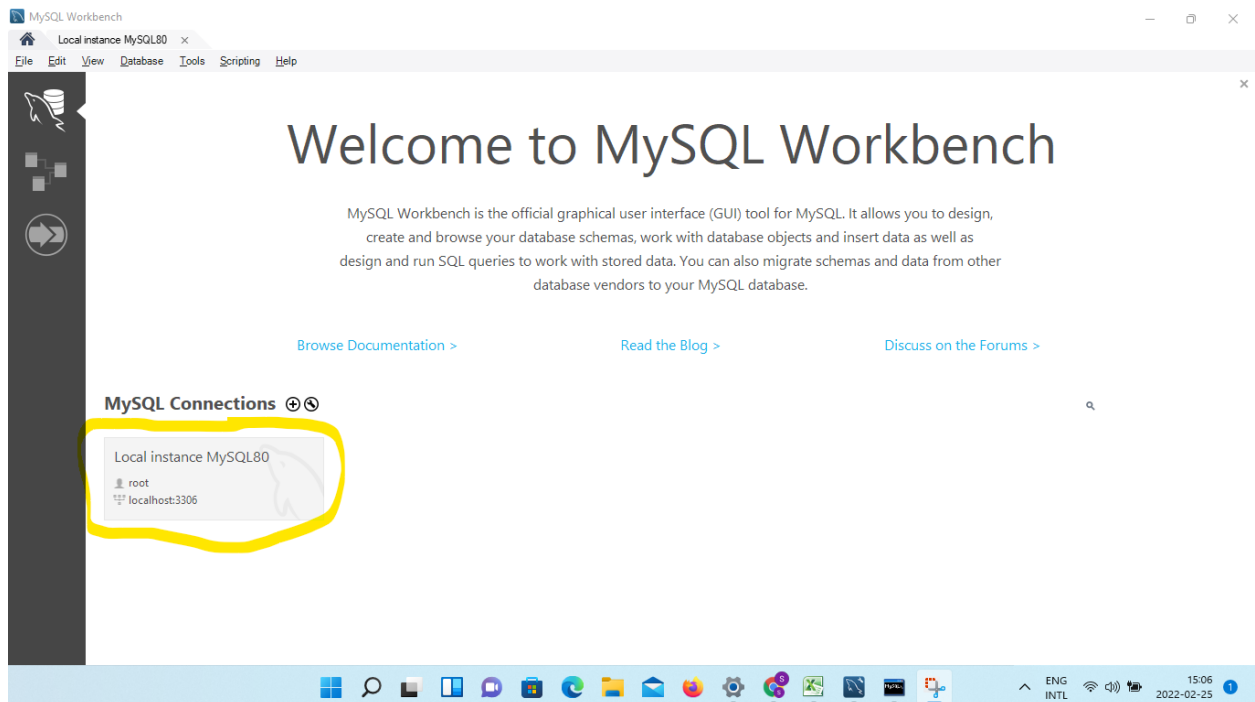 MySQL Workbench
Local instance MySQL80
File Edit View Database Tools Scripting Help
Welcome to MySQL Workbench
MySQL Workbench is the official graphical user interface (GUI) tool for MySQL. It allows you to design,
create and browse your database schemas, work with database objects and insert data as well as
design and run SQL queries to work with stored data. You can also migrate schemas and data from other
database vendors to your MySQL database.
Browse Documentation > Read the Blog > Discuss on the Forums >
MySQL Connections
Local instance MySQL80
root
localhost:3306
ENG
INTL
15:06
2022-02-25
1